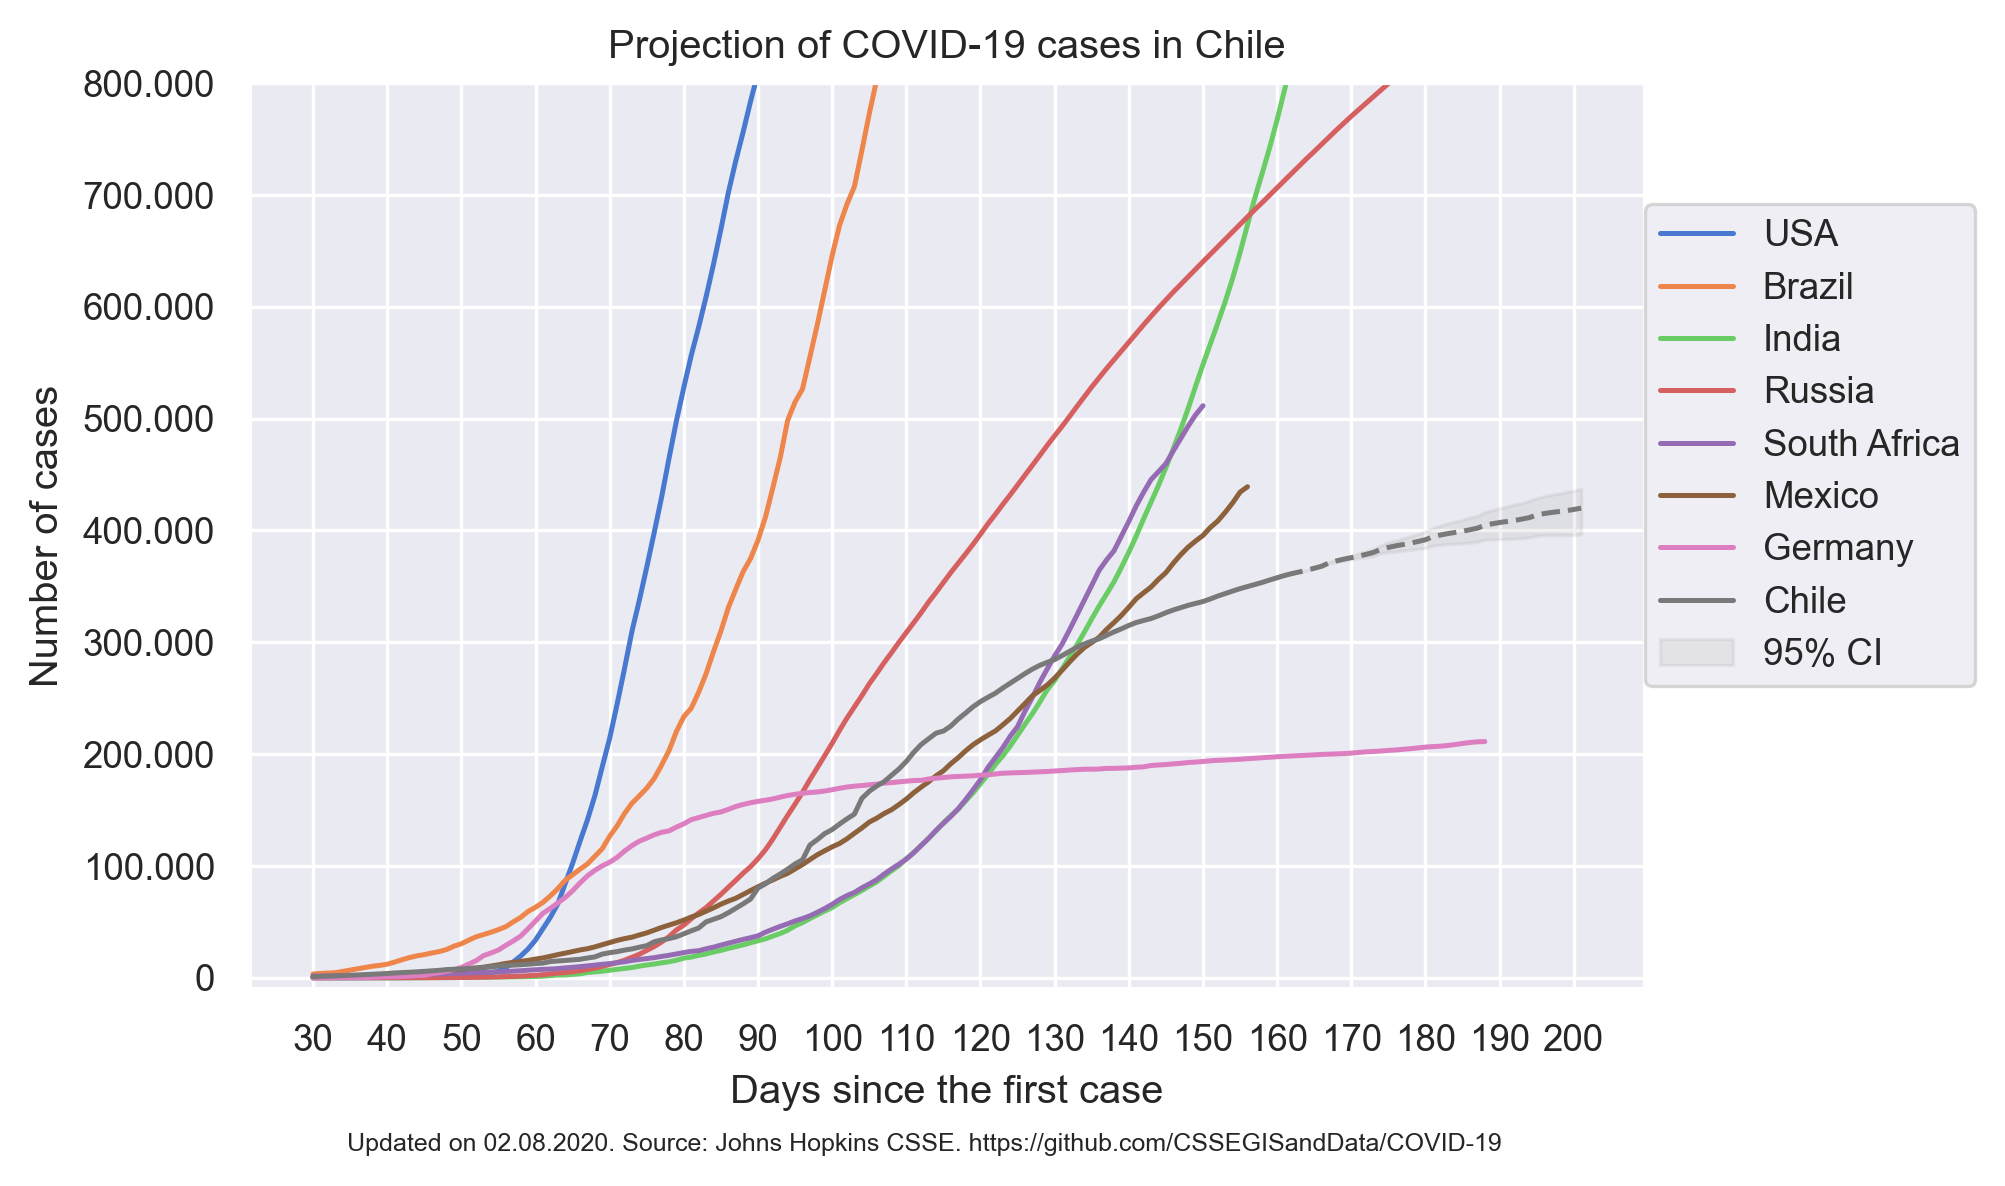 Projection of COVID-19 cases in Chile
800.000
700.000
600.000
500.000
400.000
300.000
200.000
100.000
0
Number of cases
30 40 50 60 70 80 90 100 110 120 130 140 150 160 170 180 190 200
Days since the first case
USA
Brazil
India
Russia
South Africa
Mexico
Germany
Chile
95% CI
Updated on 02.08.2020. Source: Johns Hopkins CSSE. https://github.com/CSSEGISandData/COVID-19